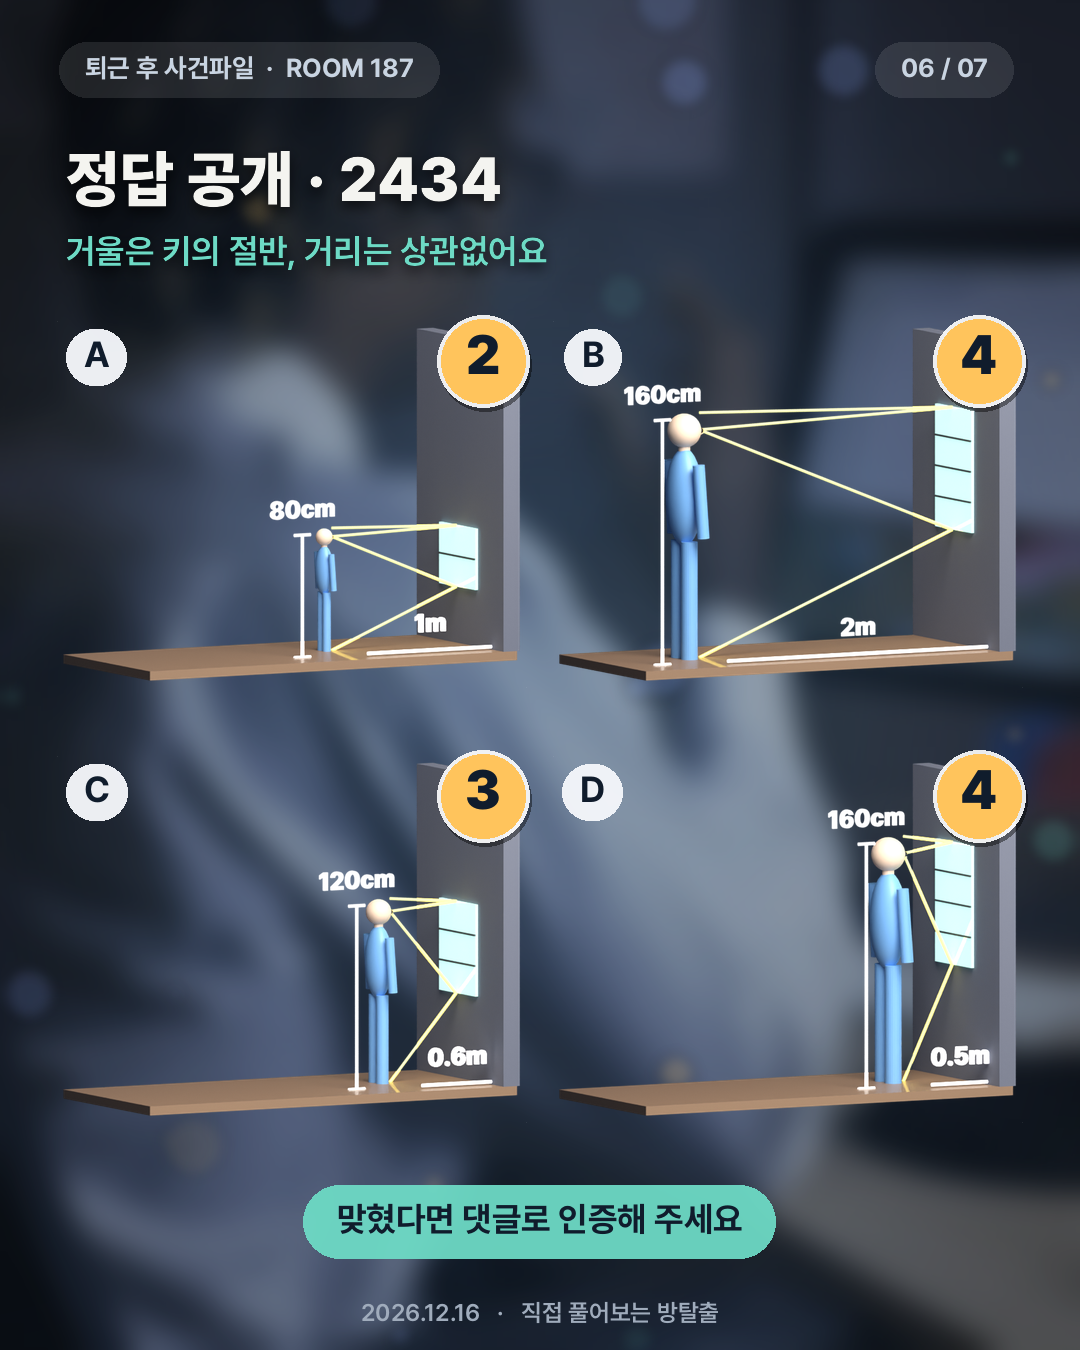 퇴근 후 사건파일 · ROOM 187
06 / 07
정답 공개 · 2434
거울은 키의 절반, 거리는 상관없어요
A
2
80cm
1m
B
4
160cm
2m
C
3
120cm
0.6m
D
4
160cm
0.5m
맞혔다면 댓글로 인증해 주세요
2026.12.16 · 직접 풀어보는 방탈출